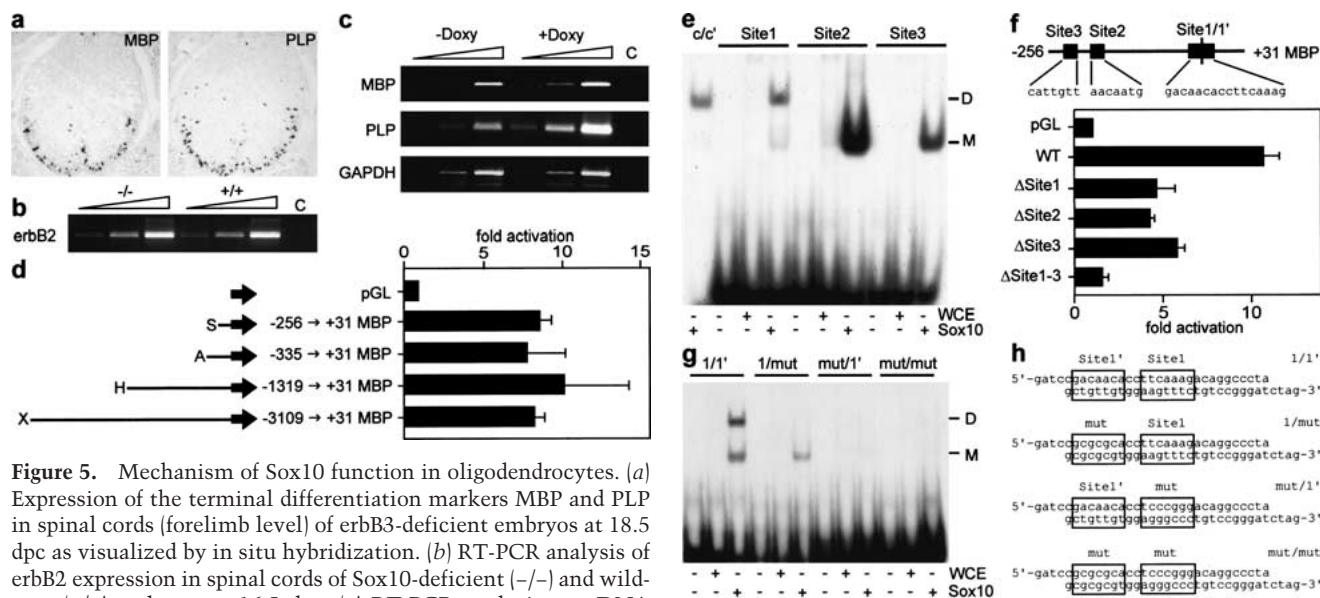 a
MBP
PLP
b
-/-
+/+
C
erbB2
c
-Doxy
+Doxy
C
MBP
PLP
GAPDH
d
fold activation
0 5 10 15
pGL
S -256 → +31 MBP
A -335 → +31 MBP
H -1319 → +31 MBP
X -3109 → +31 MBP
e
c/c' Site1 Site2 Site3
D
M
- - + - - + - - + - WCE
+ - - + - - + - - + Sox10
f
Site3 Site2 Site1/1'
-256 +31 MBP
cattgtt aacaatg gacaacaccttcaaag
pGL
WT
ΔSite1
ΔSite2
ΔSite3
ΔSite1-3
0 5 10
fold activation
g
1/1' 1/mut mut/1' mut/mut
D
M
- + - - + - - + - - + - WCE
- - + - - + - - + - - + Sox10
h
Site1' Site1 1/1'
5'-gatccgacaacaccttcaaagacaggcccta
gctgttgtggaagtttctgtccgggatctag-3'
mut Site1 1/mut
5'-gatccgcgcgcaccttcaaagacaggcccta
gcgcgcgtggaagtttctgtccgggatctag-3'
Site1' mut mut/1'
5'-gatccgacaacacctcccgggacaggcccta
gctgttgtggagggccctgtccgggatctag-3'
mut mut mut/mut
5'-gatccgcgcgcacctcccgggacaggcccta
gcgcgcgtggagggccctgtccgggatctag-3'
Figure 5. Mechanism of Sox10 function in oligodendrocytes. (a)
Expression of the terminal differentiation markers MBP and PLP
in spinal cords (forelimb level) of erbB3-deficient embryos at 18.5
dpc as visualized by in situ hybridization. (b) RT-PCR analysis of
erbB2 expression in spinal cords of Sox10-deficient (–/–) and wild-